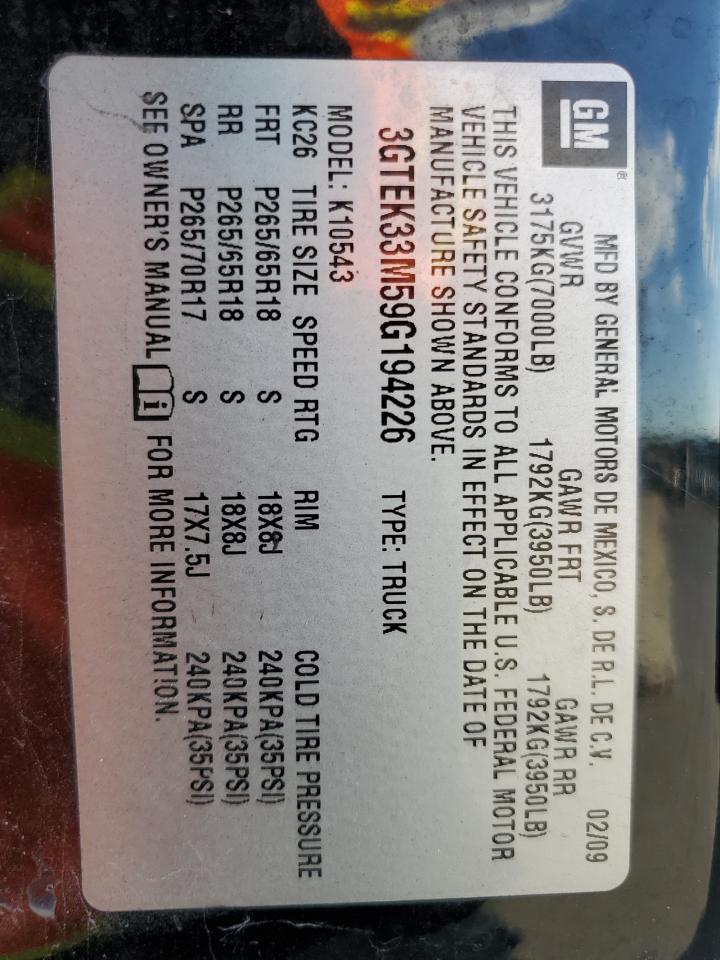 GM®
MFD BY GENERAL MOTORS DE MEXICO, S. DE R.L. DE C.V. 02/09
GVWR GAWR FRT GAWR RR
3175KG(7000LB) 1792KG(3950LB) 1792KG(3950LB)
THIS VEHICLE CONFORMS TO ALL APPLICABLE U.S. FEDERAL MOTOR
VEHICLE SAFETY STANDARDS IN EFFECT ON THE DATE OF
MANUFACTURE SHOWN ABOVE.
3GTEK33M59G194226 TYPE: TRUCK
MODEL: K10543
KC26 TIRE SIZE SPEED RTG RIM COLD TIRE PRESSURE
FRT P265/65R18 S 18X8J 240KPA(35PSI)
RR P265/65R18 S 18X8J 240KPA(35PSI)
SPA P265/70R17 S 17X7.5J 240KPA(35PSI)
SEE OWNER'S MANUAL i FOR MORE INFORMATION.